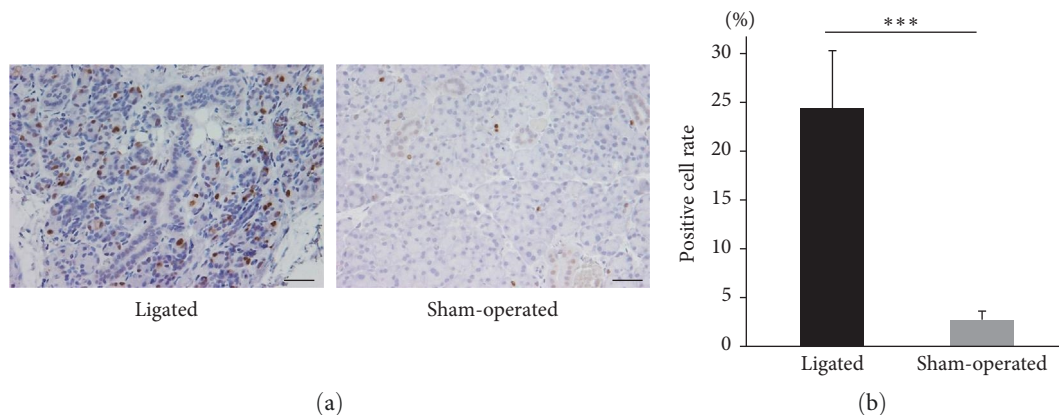 Ligated
Sham-operated
(a)
(%)
***
30
25
20
15
10
5
0
Positive cell rate
Ligated
Sham-operated
(b)